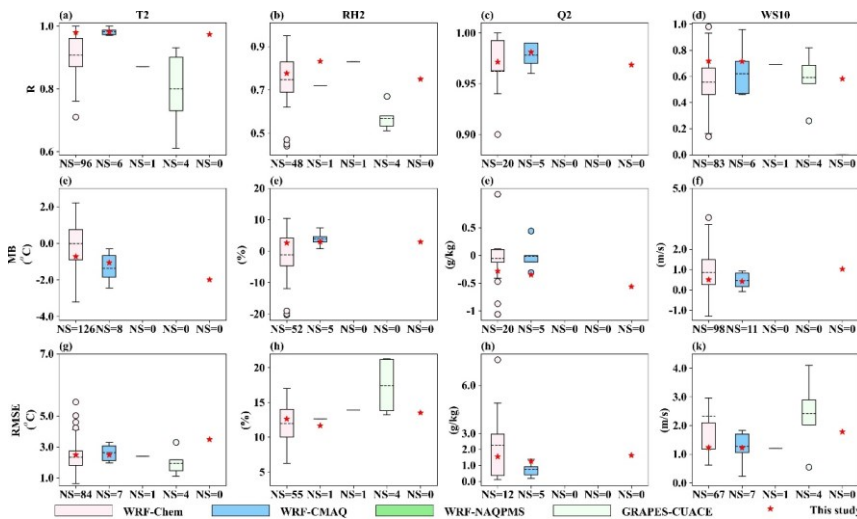 (a) T2 (b) RH2 (c) Q2 (d) WS10
R
1.0
0.8
0.6
NS=96 NS=6 NS=1 NS=4 NS=0
0.9
0.7
0.5
NS=48 NS=1 NS=1 NS=4 NS=0
1.00
0.95
0.90
NS=20 NS=5 NS=0 NS=0 NS=0
1.0
0.8
0.6
0.4
0.2
0.0
NS=83 NS=6 NS=1 NS=4 NS=0
(c) (e) (e) (f)
MB
(°C)
2.0
-0.0
-2.0
-4.0
NS=126 NS=8 NS=0 NS=0 NS=0
(%)
20
10
0
-10
-20
NS=52 NS=5 NS=0 NS=0 NS=0
(g/kg)
1
0
-0
-1
NS=20 NS=5 NS=0 NS=0 NS=0
(m/s)
5.0
2.0
1.0
0.0
-1.0
NS=98 NS=11 NS=0 NS=0 NS=0
(g) (h) (h) (k)
RMSE
(°C)
7.0
5.0
3.0
1.0
NS=84 NS=7 NS=1 NS=4 NS=0
(%)
20
15
10
5
NS=55 NS=1 NS=1 NS=4 NS=0
(g/kg)
6.0
4.0
2.0
1.0
0.0
NS=12 NS=5 NS=0 NS=0 NS=0
(m/s)
4.0
3.0
2.0
1.0
0.0
NS=67 NS=7 NS=1 NS=4 NS=0
WRF-Chem WRF-CMAQ WRF-NAQPMS GRAPES-CUACE This study